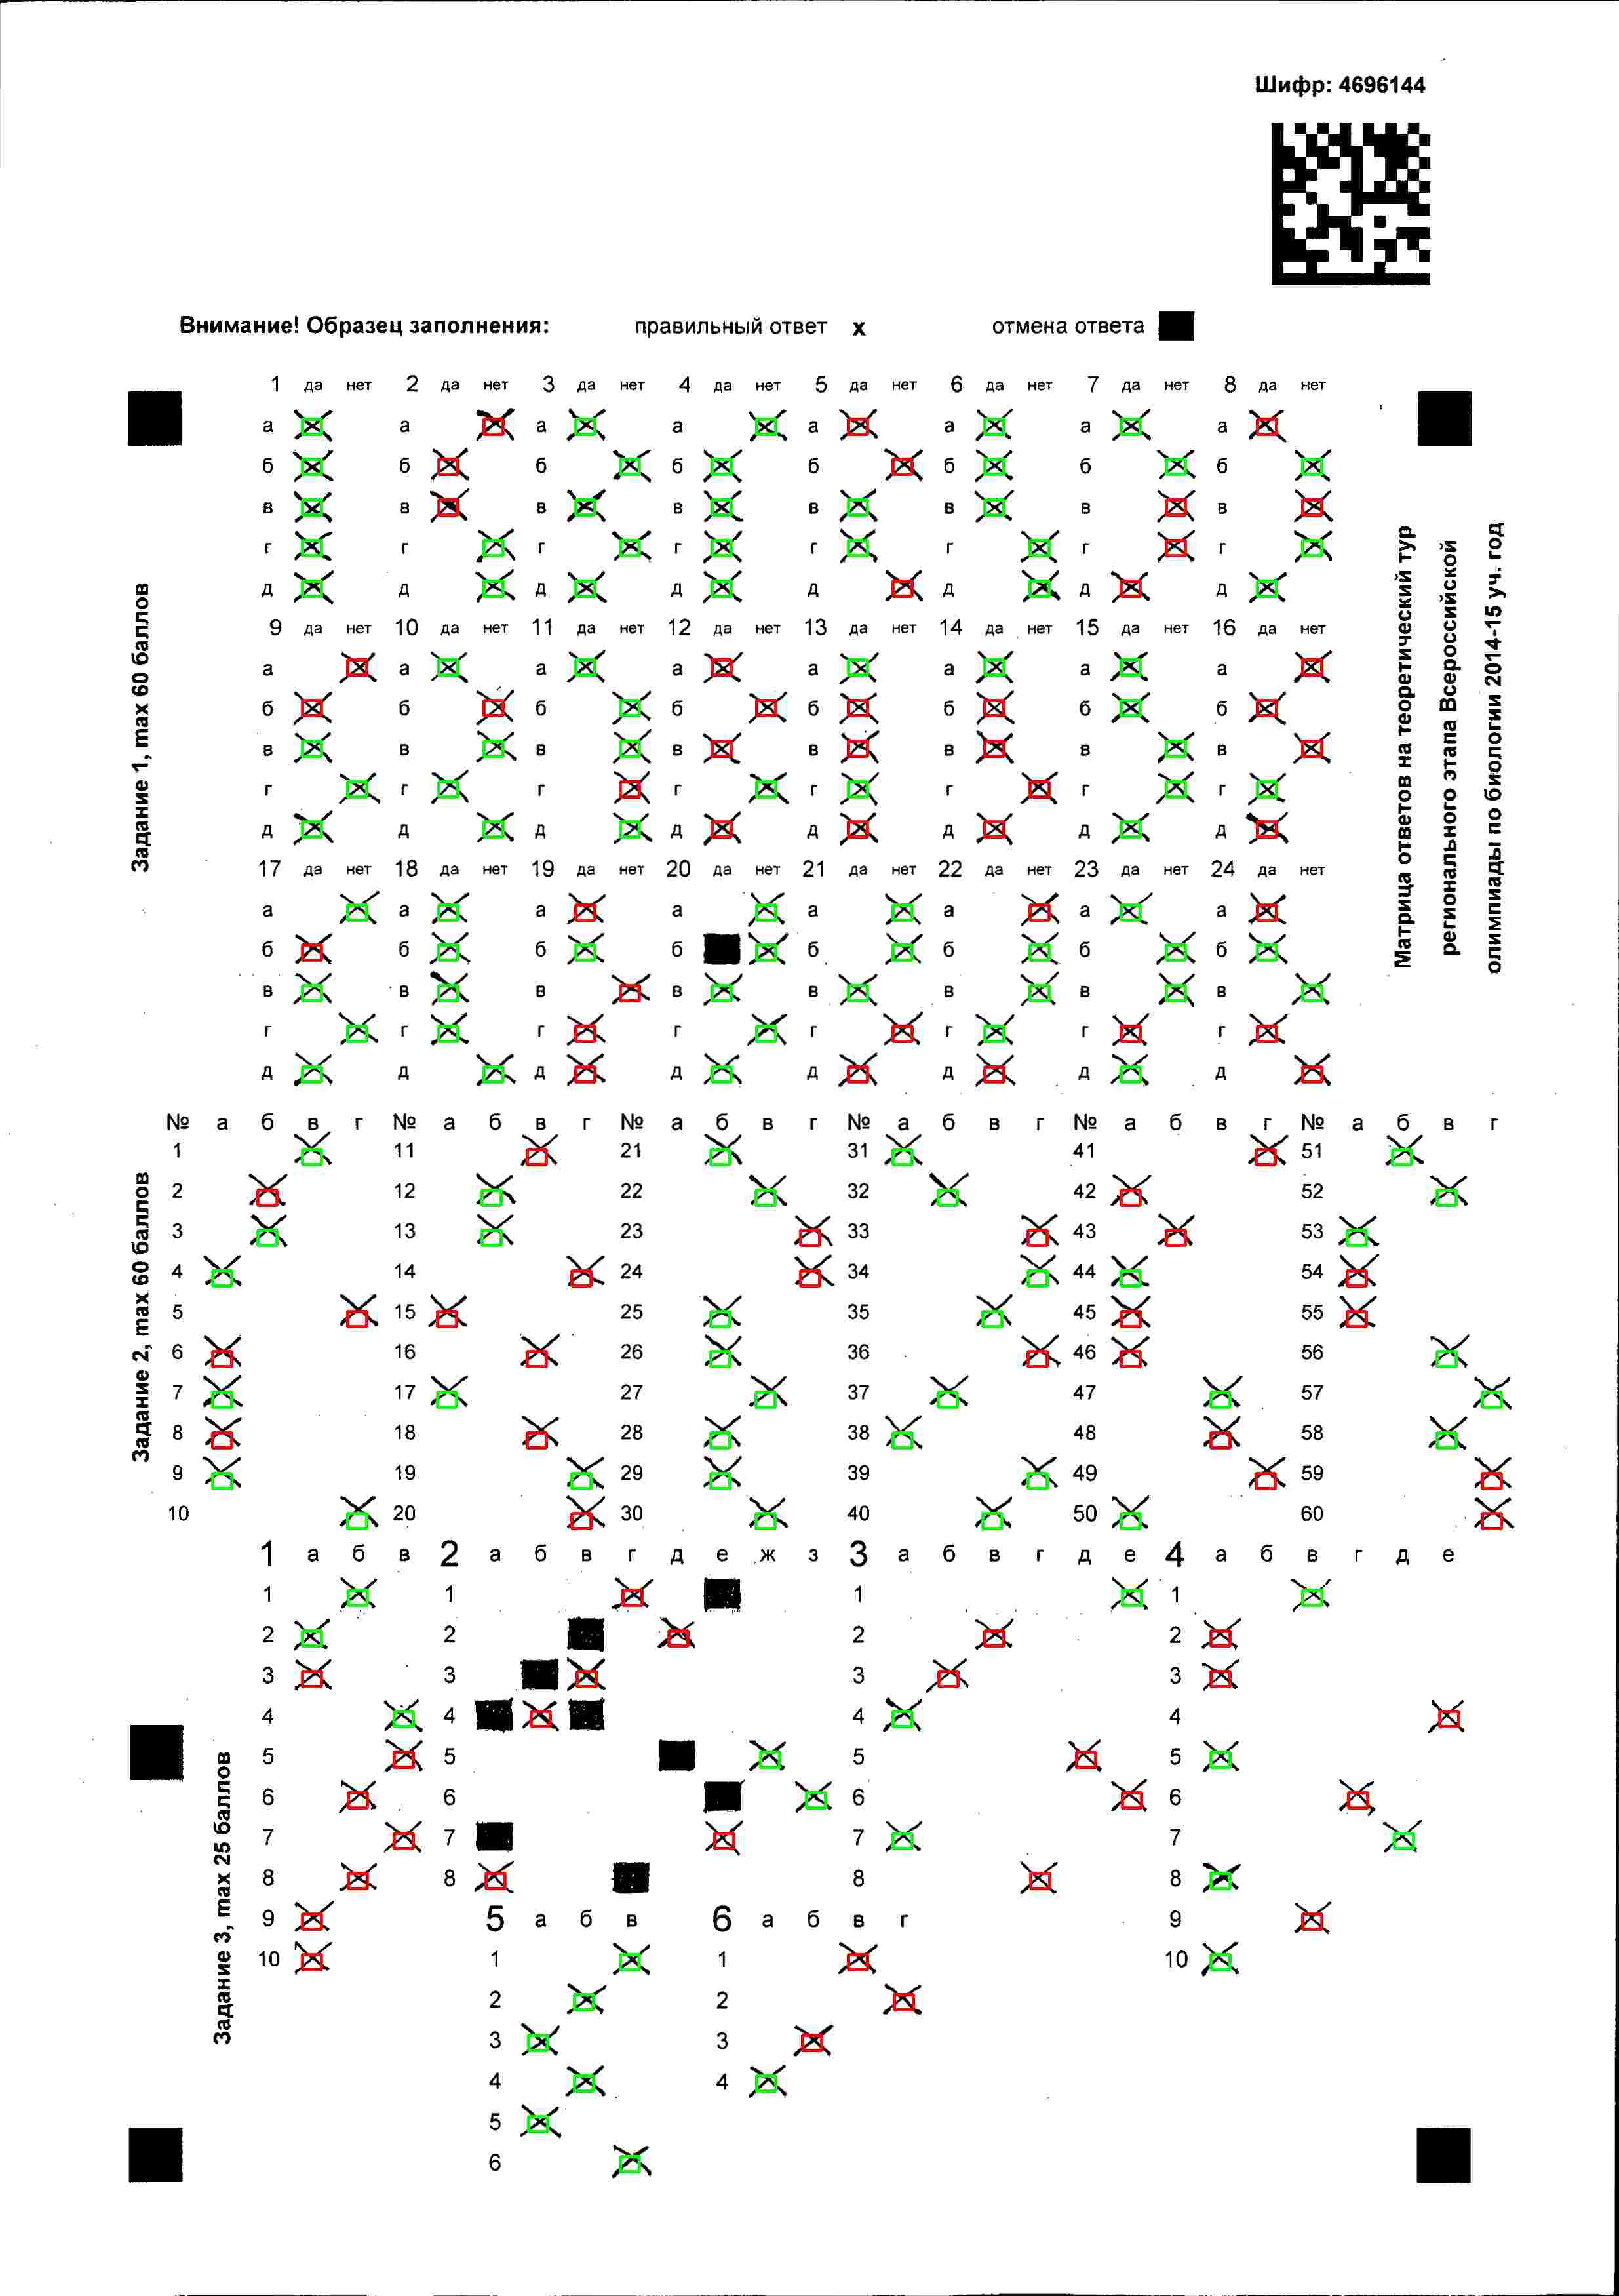 Шифр: 4696144
Внимание! Образец заполнения: правильный ответ x отмена ответа
Задание 1, max 60 баллов
1 да нет 2 да нет 3 да нет 4 да нет 5 да нет 6 да нет 7 да нет 8 да нет
а а а а а а а а
б б б б б б б б
в в в в в в в в
г г г г г г г г
д д д д д д д д
9 да нет 10 да нет 11 да нет 12 да нет 13 да нет 14 да нет 15 да нет 16 да нет
а а а а а а а а
б б б б б б б б
в в в в в в в в
г г г г г г г г
д д д д д д д д
17 да нет 18 да нет 19 да нет 20 да нет 21 да нет 22 да нет 23 да нет 24 да нет
а а а а а а а а
б б б б б б б б
в в в в в в в в
г г г г г г г г
д д д д д д д д
Матрица ответов на теоретический тур
регионального этапа Всероссийской
олимпиады по биологии 2014-15 уч. год
Задание 2, max 60 баллов
№ а б в г № а б в г № а б в г № а б в г № а б в г № а б в г
1 11 21 31 41 51
2 12 22 32 42 52
3 13 23 33 43 53
4 14 24 34 44 54
5 15 25 35 45 55
6 16 26 36 46 56
7 17 27 37 47 57
8 18 28 38 48 58
9 19 29 39 49 59
10 20 30 40 50 60
Задание 3, max 25 баллов
1 а б в 2 а б в г д е ж з 3 а б в г д е 4 а б в г д е
1 1 1 1
2 2 2 2
3 3 3 3
4 4 4 4
5 5 5 5
6 6 6 6
7 7 7 7
8 8 8 8
9 5 а б в 6 а б в г 9
10 1 1 10
2 2
3 3
4 4
5
6